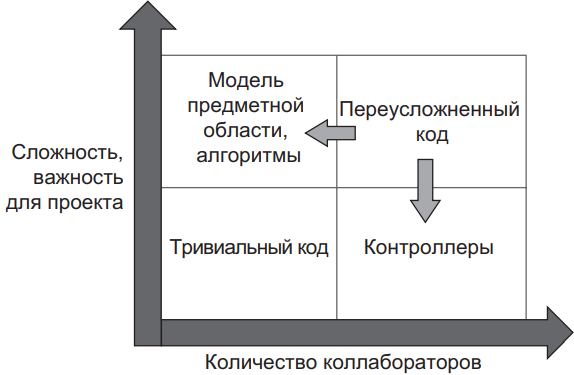 Модель
предметной
области,
алгоритмы
Переусложненный
код
Сложность,
важность
для проекта
Тривиальный код
Контроллеры
Количество коллабораторов